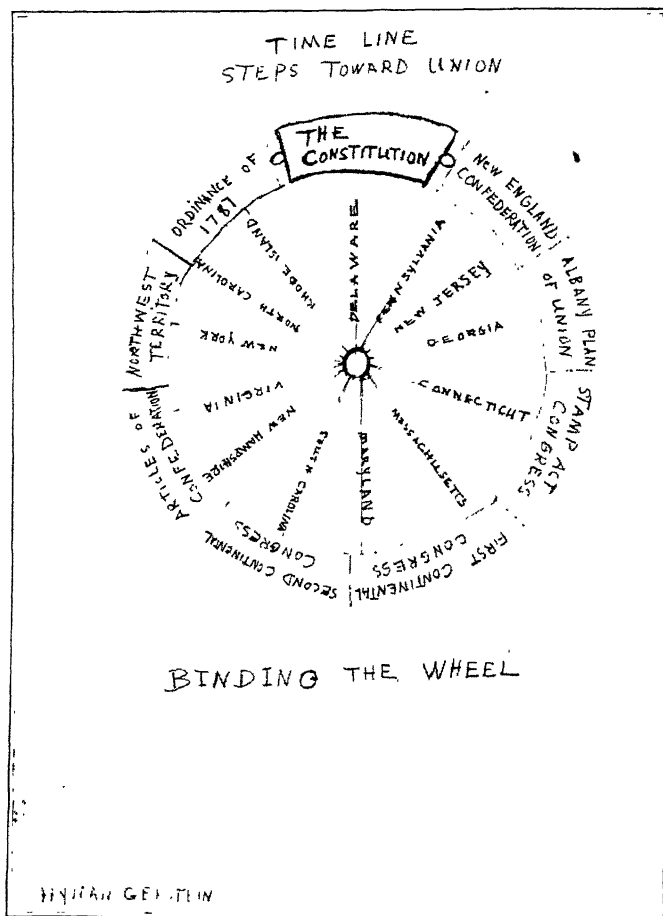 TIME LINE
STEPS TOWARD UNION
THE
CONSTITUTION
NEW ENGLAND
CONFEDERATION
ALBANY PLAN
OF UNION
STAMP ACT
CONGRESS
FIRST CONTINENTAL
CONGRESS
SECOND CONTINENTAL
CONGRESS
ARTICLES OF
CONFEDERATION
NORTHWEST
TERRITORY
ORDINANCE OF
1787
DELAWARE
PENNSYLVANIA
NEW JERSEY
GEORGIA
CONNECTICUT
MASSACHUSETTS
MARYLAND
SOUTH CAROLINA
NEW HAMPSHIRE
VIRGINIA
NEW YORK
NORTH CAROLINA
RHODE ISLAND
BINDING THE WHEEL
HYMAN